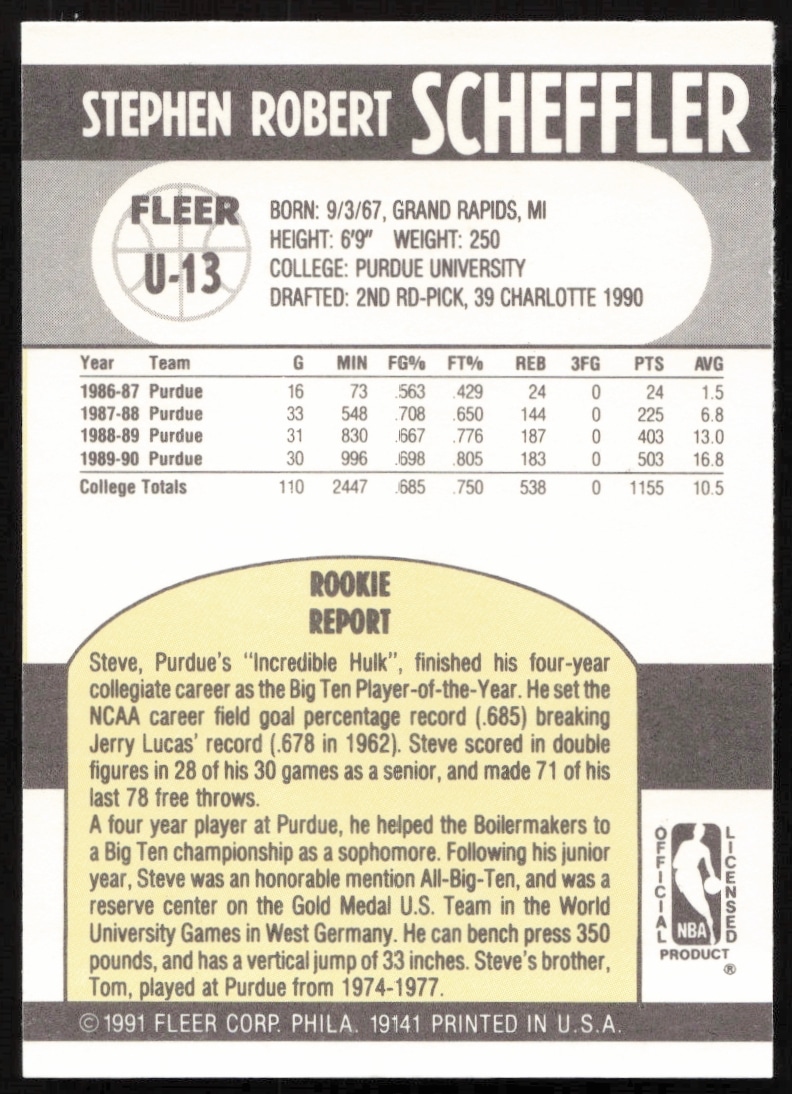 STEPHEN ROBERT SCHEFFLER
FLEER
U-13
BORN: 9/3/67, GRAND RAPIDS, MI
HEIGHT: 6'9" WEIGHT: 250
COLLEGE: PURDUE UNIVERSITY
DRAFTED: 2ND RD-PICK, 39 CHARLOTTE 1990
Year Team G MIN FG% FT% REB 3FG PTS AVG
1986-87 Purdue 16 73 .563 .429 24 0 24 1.5
1987-88 Purdue 33 548 .708 .650 144 0 225 6.8
1988-89 Purdue 31 830 .667 .776 187 0 403 13.0
1989-90 Purdue 30 996 .698 .805 183 0 503 16.8
College Totals 110 2447 .685 .750 538 0 1155 10.5
ROOKIE
REPORT
Steve, Purdue's "Incredible Hulk", finished his four-year
collegiate career as the Big Ten Player-of-the-Year. He set the
NCAA career field goal percentage record (.685) breaking
Jerry Lucas' record (.678 in 1962). Steve scored in double
figures in 28 of his 30 games as a senior, and made 71 of his
last 78 free throws.
A four year player at Purdue, he helped the Boilermakers to
a Big Ten championship as a sophomore. Following his junior
year, Steve was an honorable mention All-Big-Ten, and was a
reserve center on the Gold Medal U.S. Team in the World
University Games in West Germany. He can bench press 350
pounds, and has a vertical jump of 33 inches. Steve's brother,
Tom, played at Purdue from 1974-1977.
OFFICIAL
LICENSED
NBA
PRODUCT
®
© 1991 FLEER CORP. PHILA. 19141 PRINTED IN U.S.A.